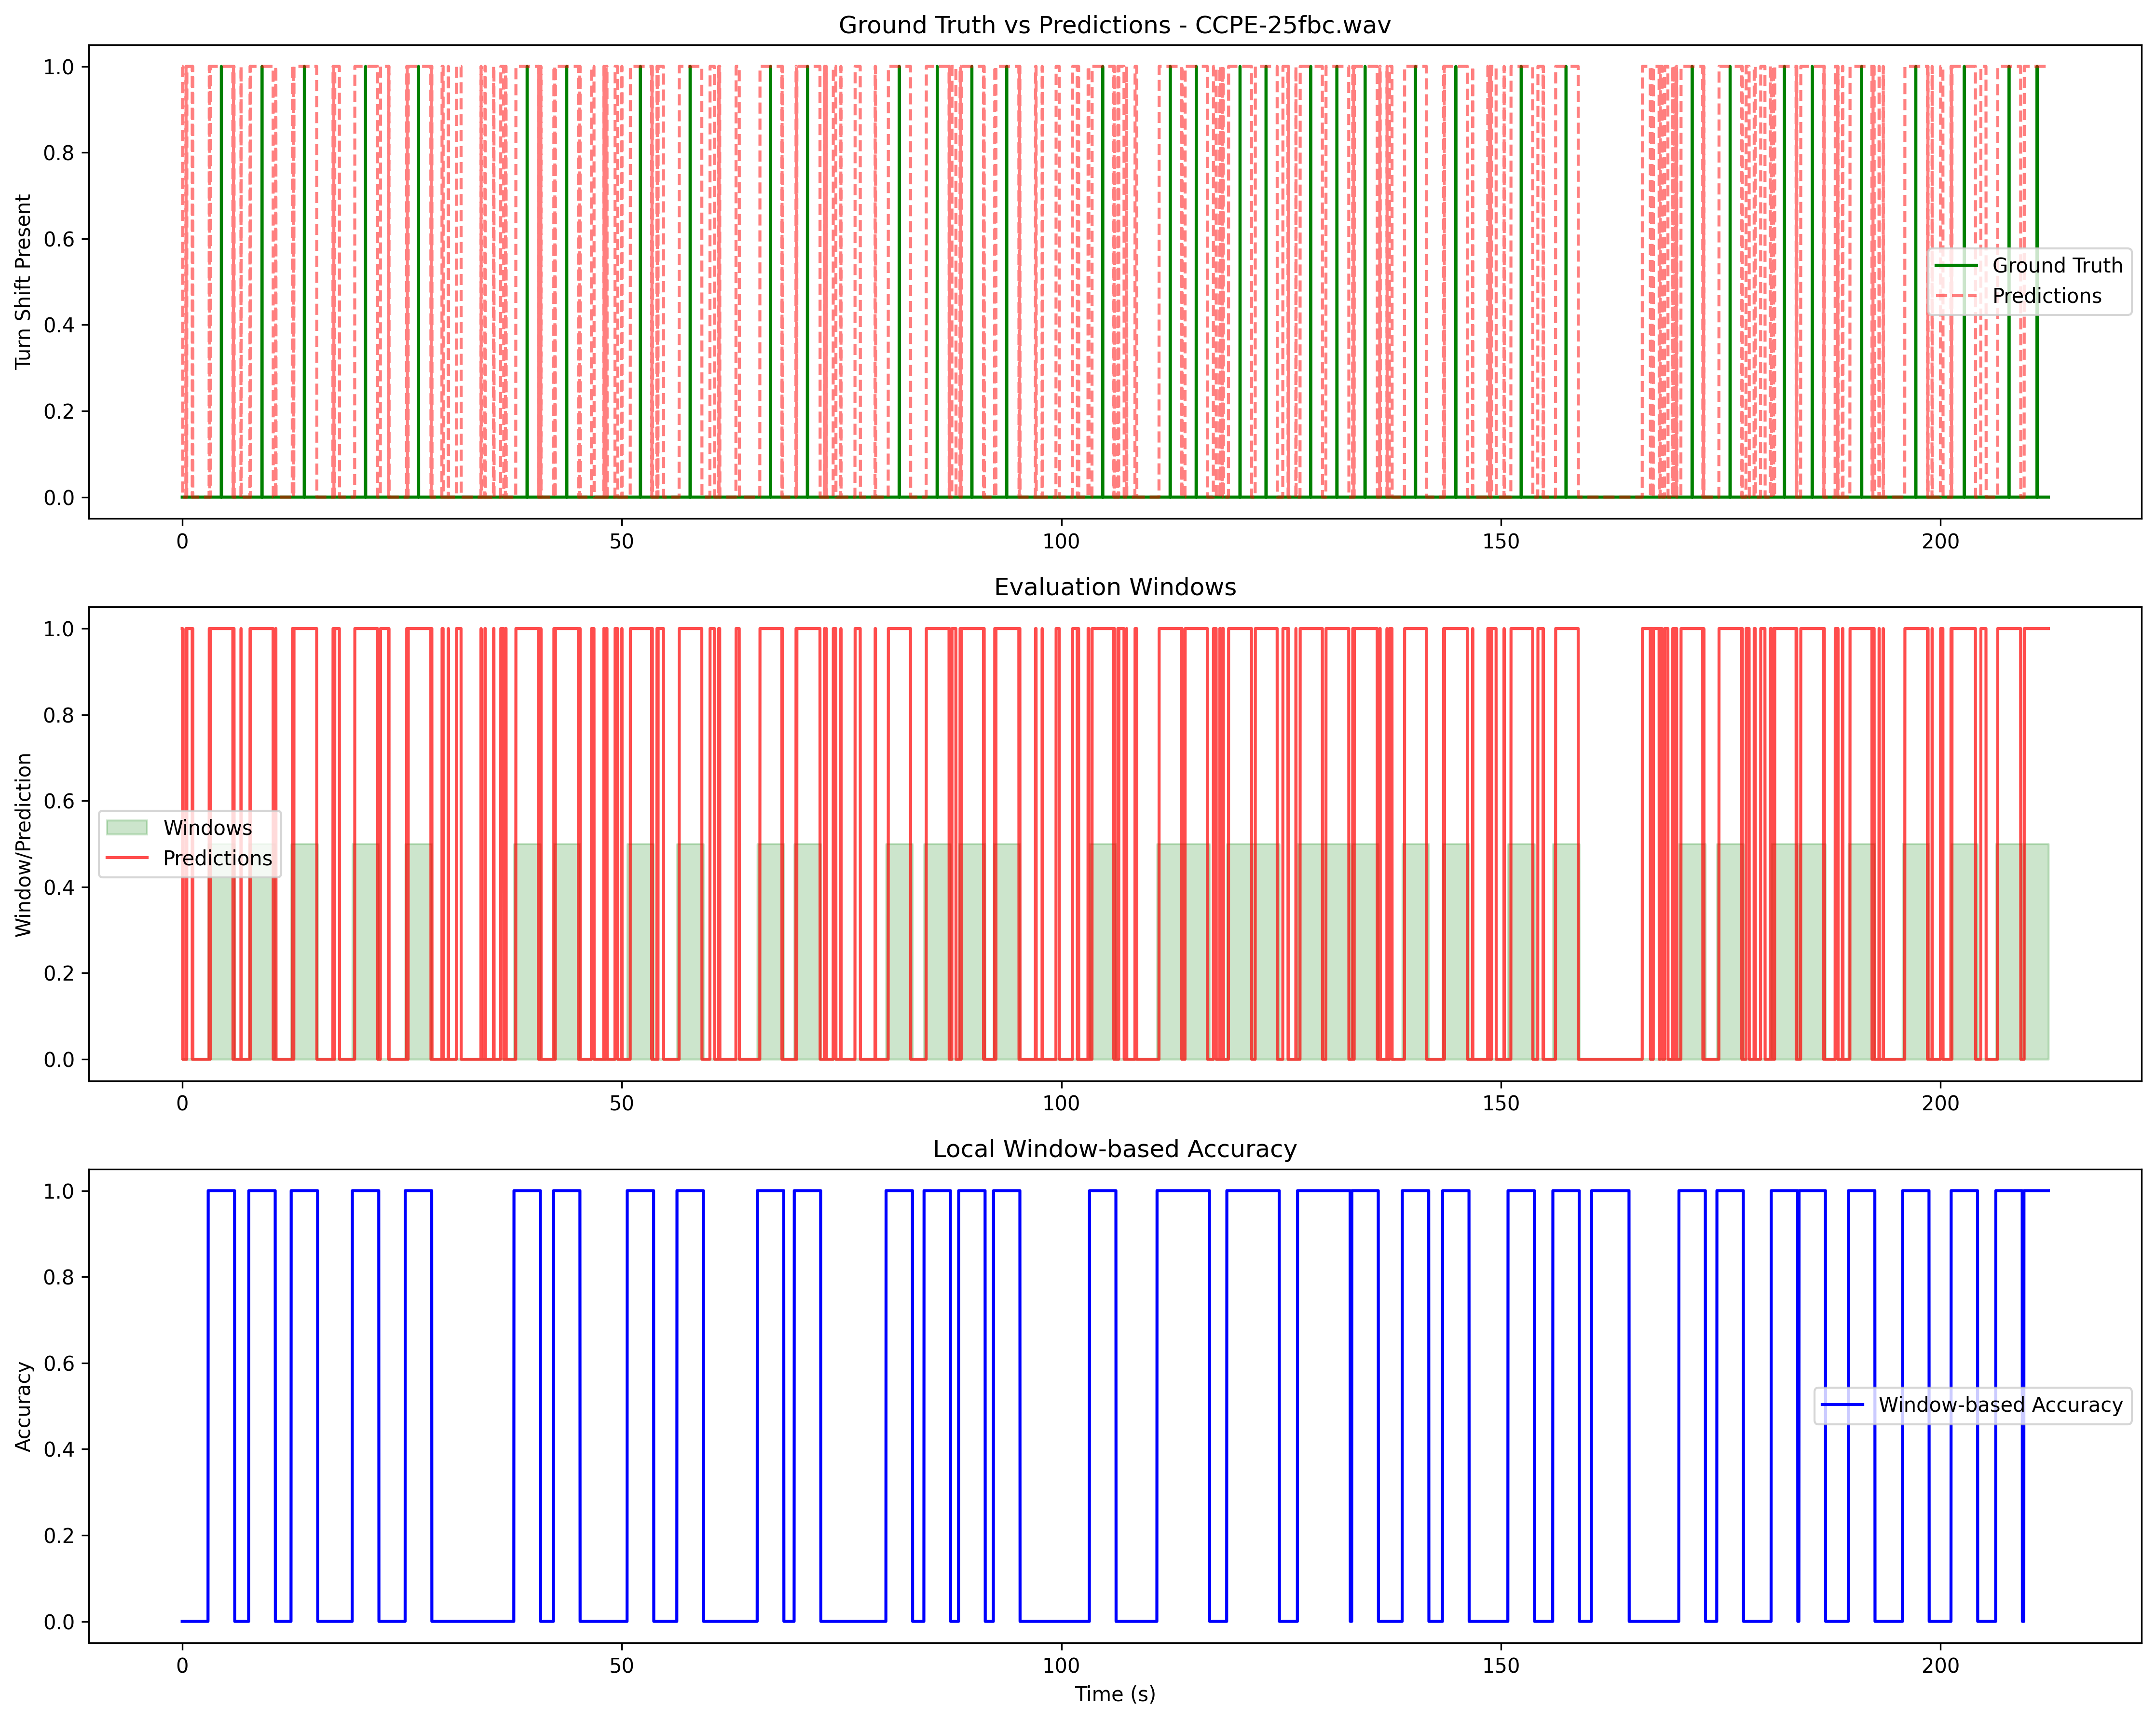 Ground Truth vs Predictions - CCPE-25fbc.wav
Turn Shift Present
1.0
0.8
0.6
0.4
0.2
0.0
Ground Truth
Predictions
0 50 100 150 200
Evaluation Windows
Window/Prediction
1.0
0.8
0.6
0.4
0.2
0.0
Windows
Predictions
0 50 100 150 200
Local Window-based Accuracy
Accuracy
1.0
0.8
0.6
0.4
0.2
0.0
Window-based Accuracy
0 50 100 150 200
Time (s)